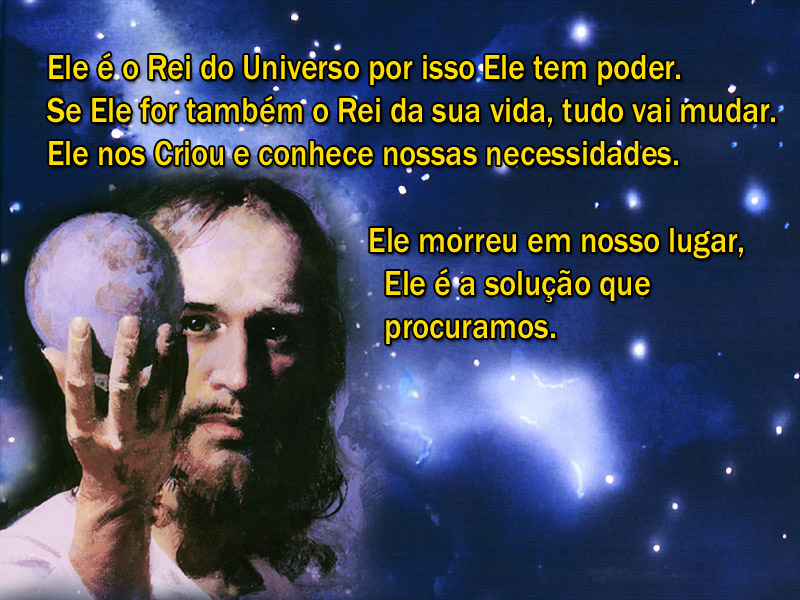 Ele é o Rei do Universo por isso Ele tem poder.
Se Ele for também o Rei da sua vida, tudo vai mudar.
Ele nos Criou e conhece nossas necessidades.
Ele morreu em nosso lugar,
Ele é a solução que
procuramos.